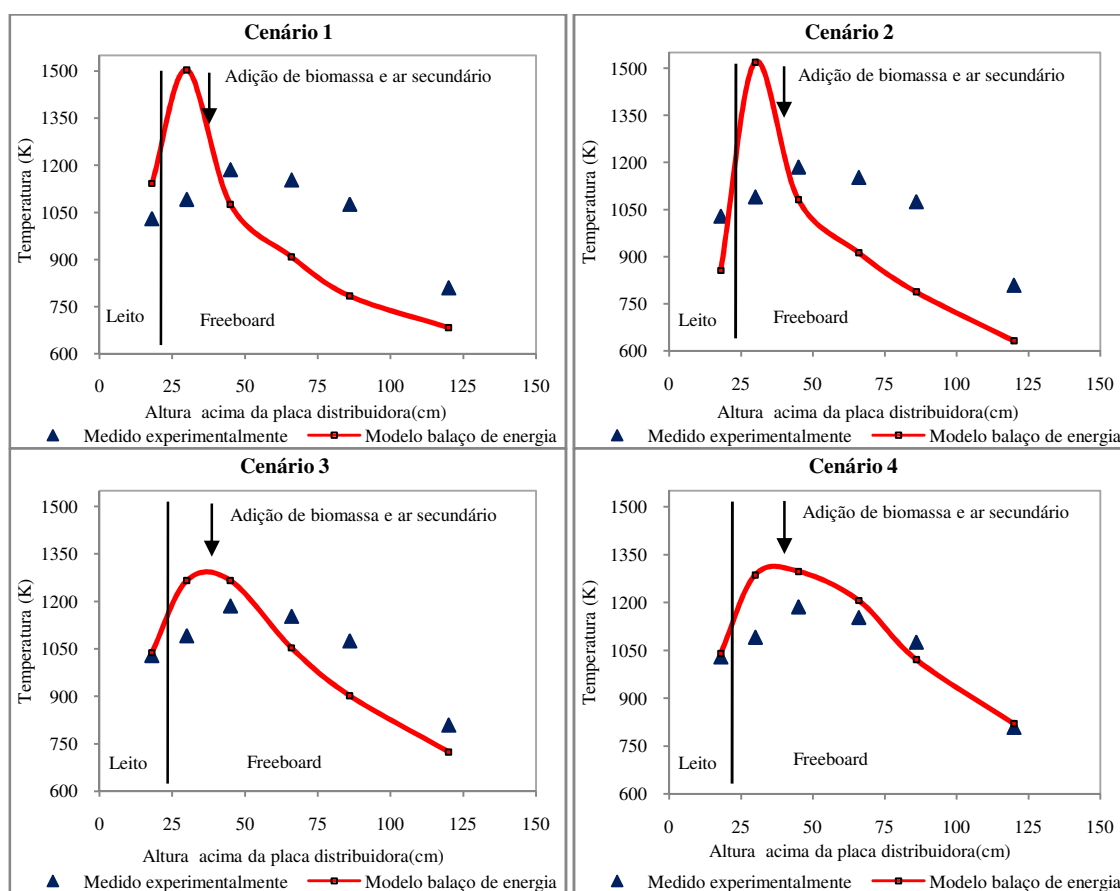 Cenário 1
Adição de biomassa e ar secundário
Temperatura (K)
1500
1350
1200
1050
900
750
600
Leito
Freeboard
0 25 50 75 100 125 150
Altura acima da placa distribuidora(cm)
Medido experimentalmente Modelo balaço de energia
Cenário 2
Adição de biomassa e ar secundário
Temperatura (K)
1500
1350
1200
1050
900
750
600
Leito
Freeboard
0 25 50 75 100 125 150
Altura acima da placa distribuidora(cm)
Medido experimentalmente Modelo balaço de energia
Cenário 3
Adição de biomassa e ar secundário
Temperatura (K)
1500
1350
1200
1050
900
750
600
Leito
Freeboard
0 25 50 75 100 125 150
Altura acima da placa distribuidora(cm)
Medido experimentalmente Modelo balaço de energia
Cenário 4
Adição de biomassa e ar secundário
Temperatura (K)
1500
1350
1200
1050
900
750
600
Leito
Freeboard
0 25 50 75 100 125 150
Altura acima da placa distribuidora(cm)
Medido experimentalmente Modelo balaço de energia